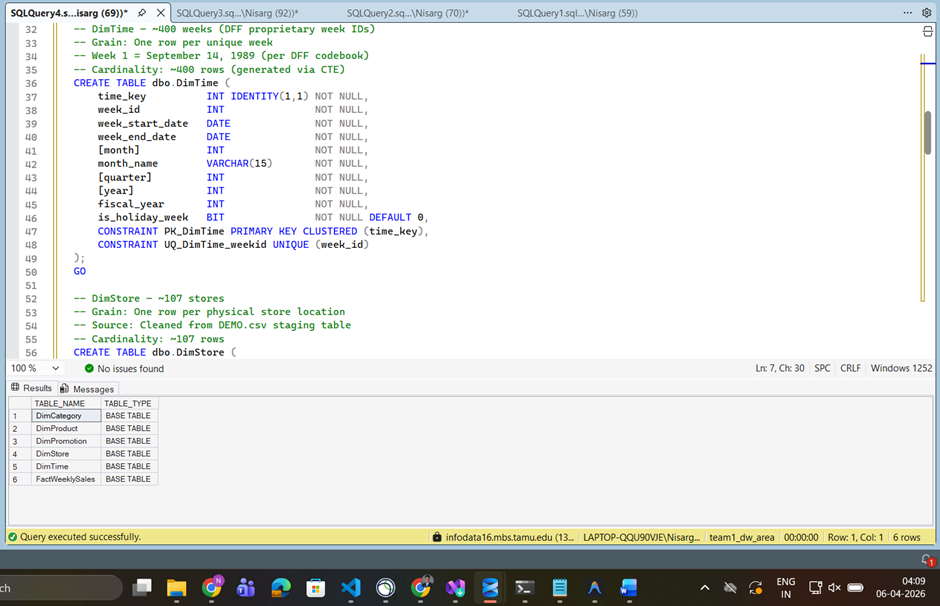 SQLQuery4.s...isarg (69))*
SQLQuery3.sq...\Nisarg (92))*
SQLQuery2.sq...\Nisarg (70))*
SQLQuery1.sql...\Nisarg (59))
32 -- DimTime – ~400 weeks (DFF proprietary week IDs)
33 -- Grain: One row per unique week
34 -- Week 1 = September 14, 1989 (per DFF codebook)
35 -- Cardinality: ~400 rows (generated via CTE)
36 CREATE TABLE dbo.DimTime (
37 time_key INT IDENTITY(1,1) NOT NULL,
38 week_id INT NOT NULL,
39 week_start_date DATE NOT NULL,
40 week_end_date DATE NOT NULL,
41 [month] INT NOT NULL,
42 month_name VARCHAR(15) NOT NULL,
43 [quarter] INT NOT NULL,
44 [year] INT NOT NULL,
45 fiscal_year INT NOT NULL,
46 is_holiday_week BIT NOT NULL DEFAULT 0,
47 CONSTRAINT PK_DimTime PRIMARY KEY CLUSTERED (time_key),
48 CONSTRAINT UQ_DimTime_weekid UNIQUE (week_id)
49 );
50 GO
51
52 -- DimStore – ~107 stores
53 -- Grain: One row per physical store location
54 -- Source: Cleaned from DEMO.csv staging table
55 -- Cardinality: ~107 rows
56 CREATE TABLE dbo.DimStore (
100 % No issues found Ln: 7, Ch: 30 SPC CRLF Windows 1252
Results Messages
TABLE_NAME TABLE_TYPE
1 DimCategory BASE TABLE
2 DimProduct BASE TABLE
3 DimPromotion BASE TABLE
4 DimStore BASE TABLE
5 DimTime BASE TABLE
6 FactWeeklySales BASE TABLE
Query executed successfully. infodata16.mbs.tamu.edu (13... LAPTOP-QQU90VJE\Nisarg... team1_dw_area 00:00:00 Row: 1, Col: 1 6 rows
1
ch
ENG
IN
04:09
06-04-2026